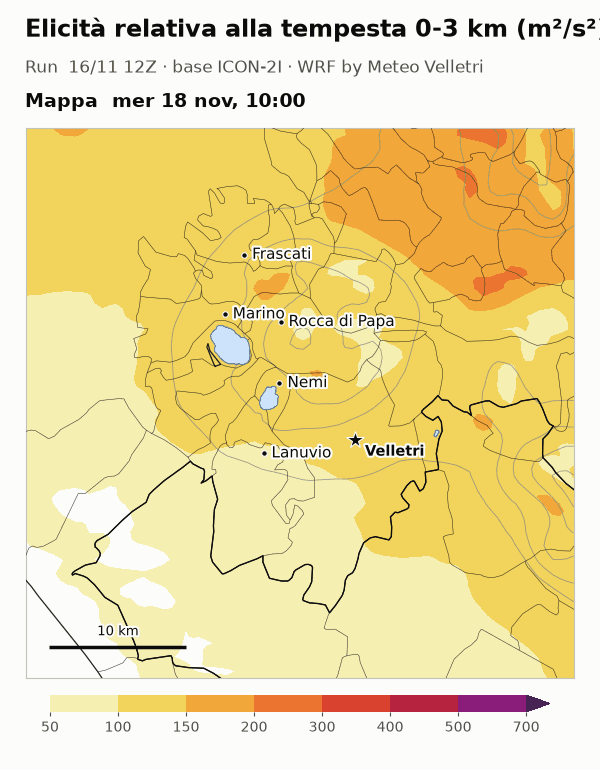 Elicità relativa alla tempesta 0-3 km (m²/s²)
Run 16/11 12Z · base ICON-2I · WRF by Meteo Velletri
Mappa mer 18 nov, 10:00
Frascati
Marino
Rocca di Papa
Nemi
Velletri
Lanuvio
10 km
50 100 150 200 300 400 500 700